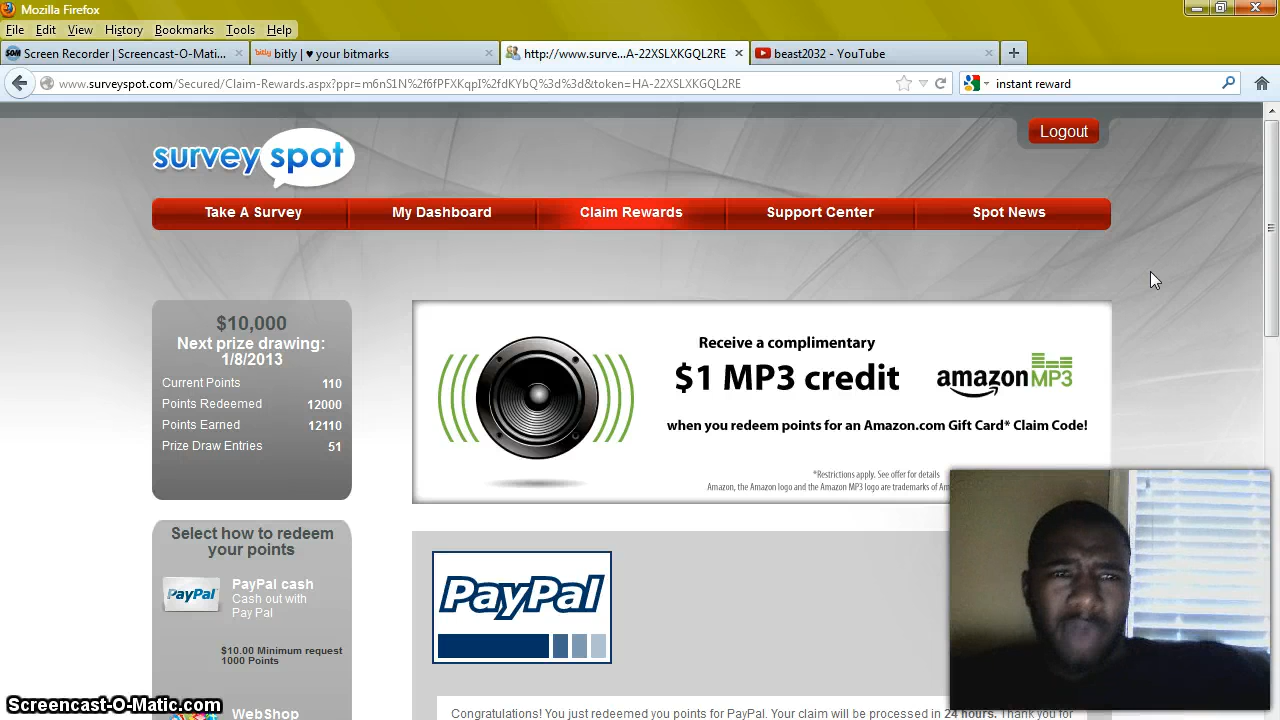 Mozilla Firefox
File Edit View History Bookmarks Tools Help
SOM Screen Recorder | Screencast-O-Mati...
bitly bitly | ♥ your bitmarks
http://www.surve...A-22XSLXKGQL2RE
beast2032 - YouTube
www.surveyspot.com/Secured/Claim-Rewards.aspx?ppr=m6nS1N%2f6fPFXKqpI%2fdKYbQ%3d%3d&token=HA-22XSLXKGQL2RE
instant reward
Logout
surveyspot
Take A Survey
My Dashboard
Claim Rewards
Support Center
Spot News
$10,000
Next prize drawing:
1/8/2013
Current Points 110
Points Redeemed 12000
Points Earned 12110
Prize Draw Entries 51
Receive a complimentary
$1 MP3 credit
amazonMP3
when you redeem points for an Amazon.com Gift Card* Claim Code!
*Restrictions apply. See offer for details
Amazon, the Amazon logo and the Amazon MP3 logo are trademarks of
Select how to redeem
your points
PayPal
PayPal cash
Cash out with
Pay Pal
$10.00 Minimum request
1000 Points
WebShop
PayPal
Congratulations! You just redeemed you points for PayPal. Your claim will be processed in 24 hours. Thank you for
Screencast-O-Matic.com